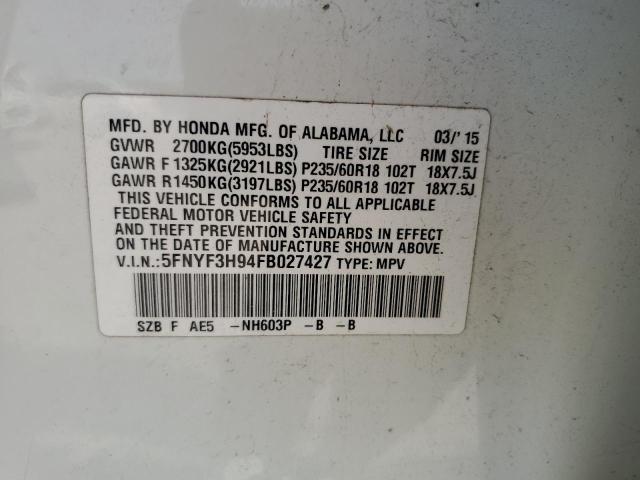 MFD. BY HONDA MFG. OF ALABAMA, LLC 03/'15
GVWR 2700KG(5953LBS) TIRE SIZE RIM SIZE
GAWR F 1325KG(2921LBS) P235/60R18 102T 18X7.5J
GAWR R1450KG(3197LBS) P235/60R18 102T 18X7.5J
THIS VEHICLE CONFORMS TO ALL APPLICABLE
FEDERAL MOTOR VEHICLE SAFETY
AND THEFT PREVENTION STANDARDS IN EFFECT
ON THE DATE OF MANUFACTURE SHOWN ABOVE.
V.I.N.:5FNYF3H94FB027427 TYPE: MPV
SZB F AE5 -NH603P -B -B